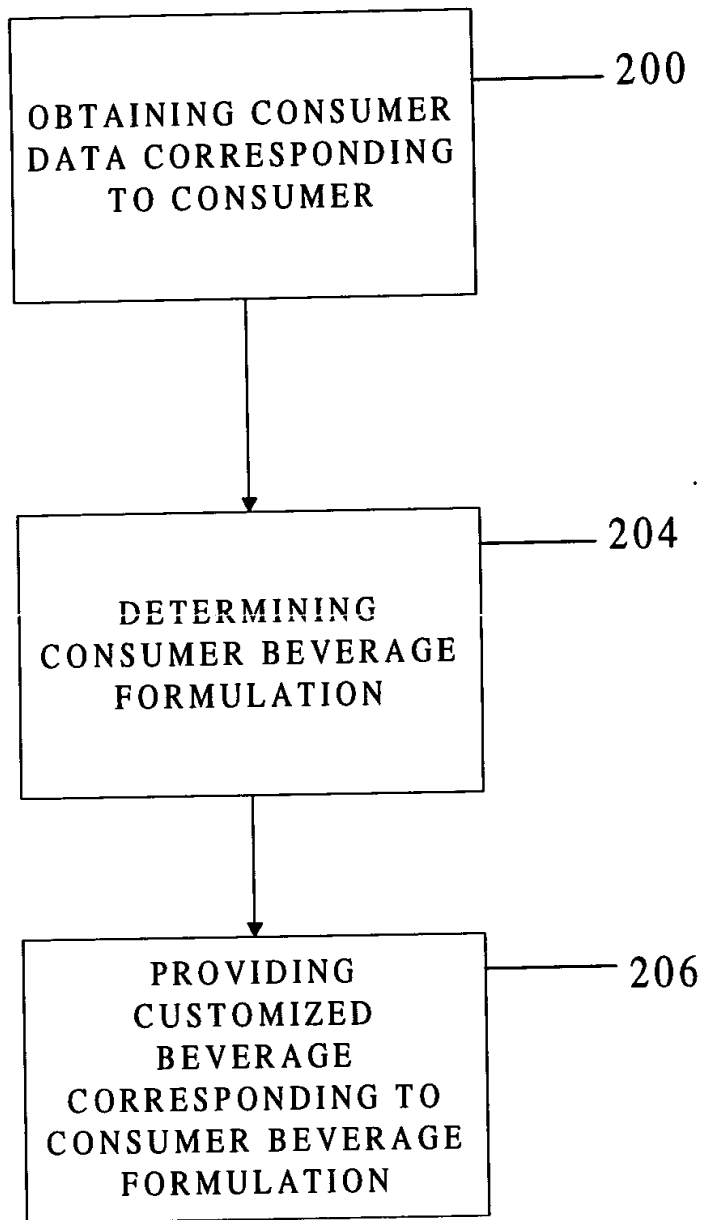 200
OBTAINING CONSUMER
DATA CORRESPONDING
TO CONSUMER
204
DETERMINING
CONSUMER BEVERAGE
FORMULATION
206
PROVIDING
CUSTOMIZED
BEVERAGE
CORRESPONDING TO
CONSUMER BEVERAGE
FORMULATION